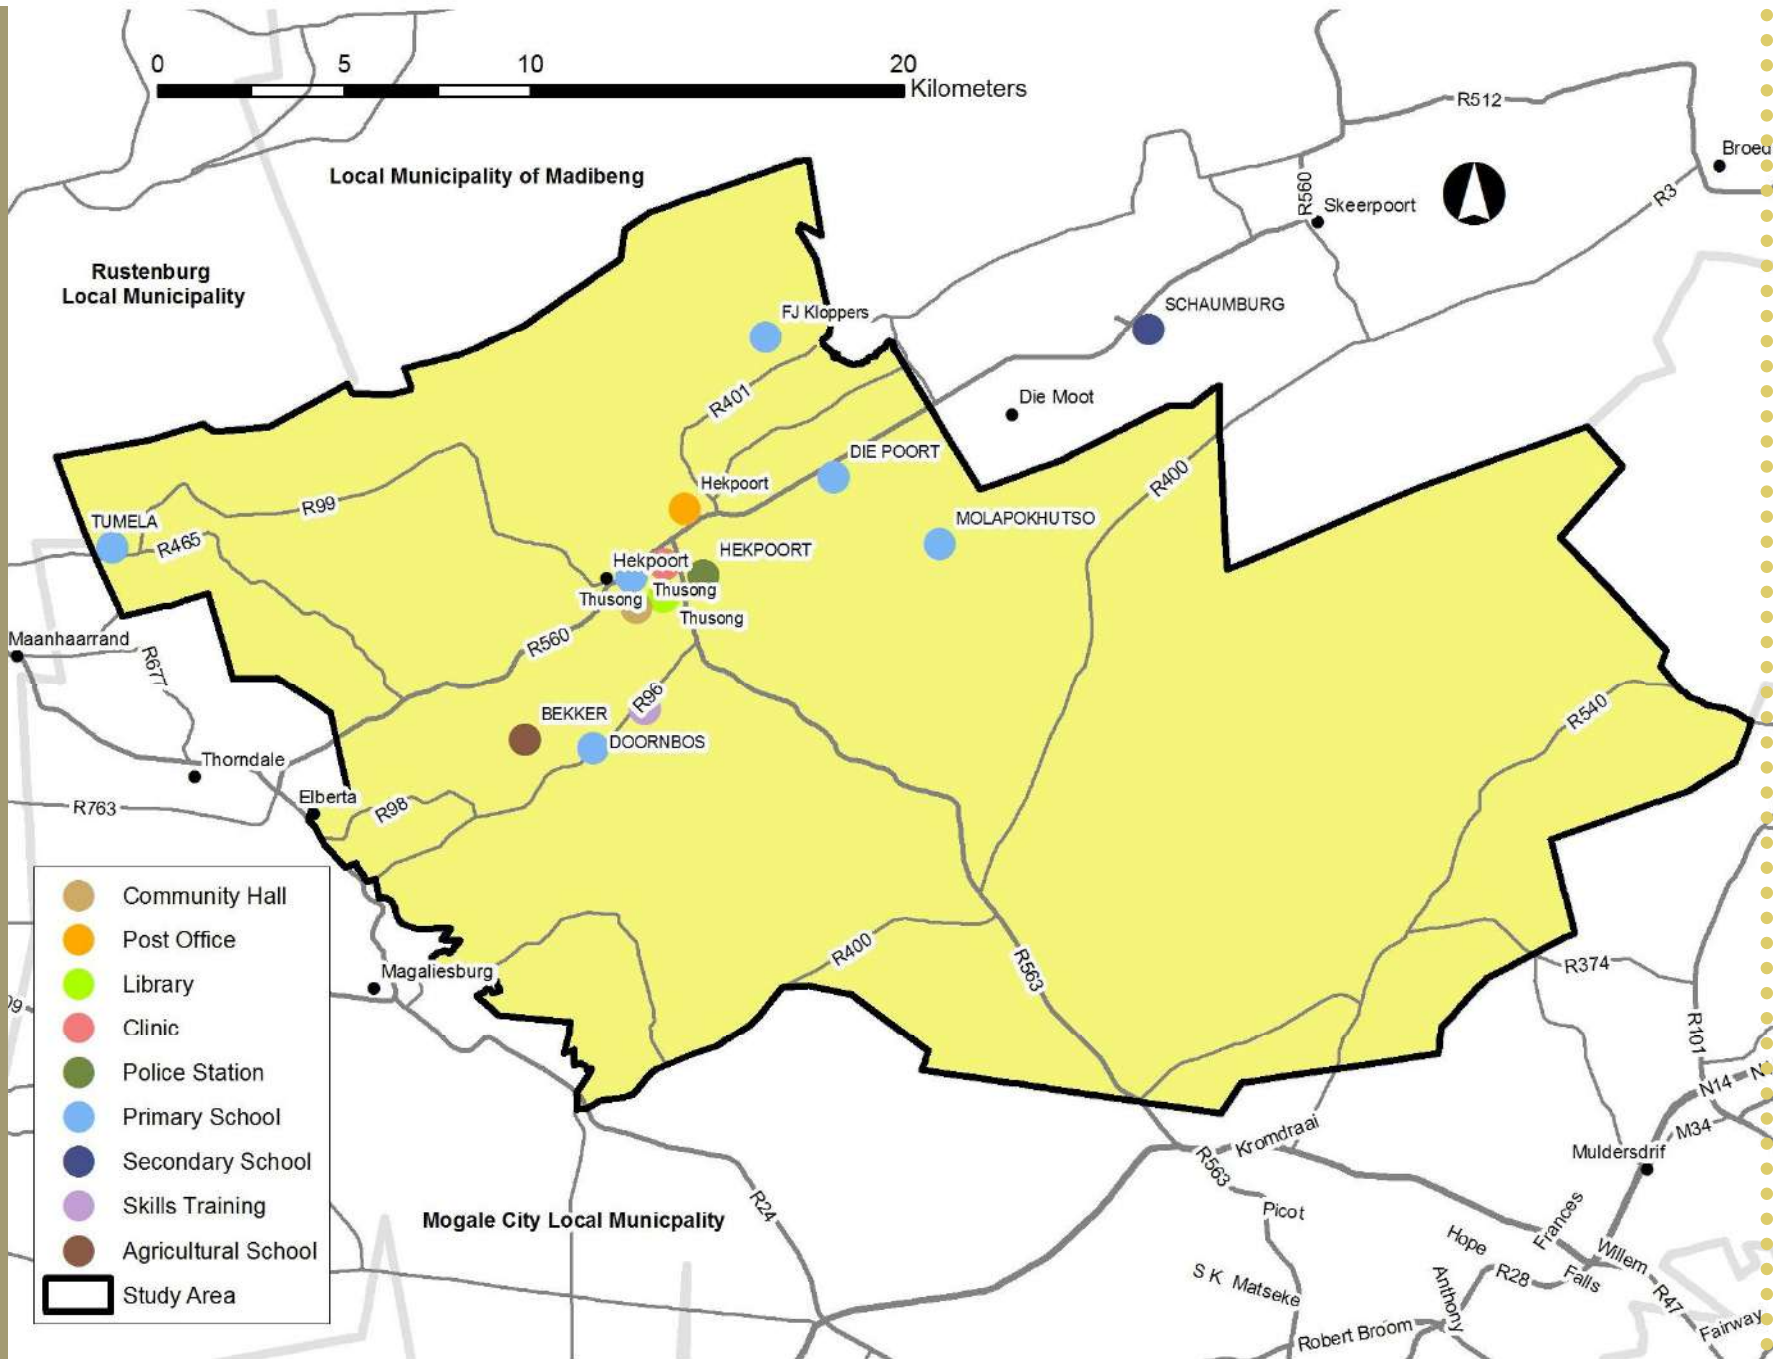 0 5 10 20
Kilometers
R512
Local Municipality of Madibeng
Broed
R560
Skeerpoort
R3
Rustenburg
Local Municipality
FJ Kloppers
SCHAUMBURG
R401
Die Moot
DIE POORT
R400
Hekpoort
R99
TUMELA
R465
MOLAPOKHUTSO
HEKPOORT
Hekpoort
Thusong
Thusong
Thusong
Maanhaarrand
R677
R560
R96
BEKKER
DOORNBOS
R540
Thorndale
Elberta
R763
R98
Community Hall
Post Office
Library
Clinic
Police Station
Primary School
Secondary School
Skills Training
Agricultural School
Study Area
Magaliesburg
09
R400
R563
R374
R101
N14
N
M34
Kromdraai
Muldersdrif
R563
R24
Mogale City Local Municpality
Picot
Frances
Hope
Willem
Falls
S K Matseke
R28
Anthony
R47
Robert Broom
Fairway